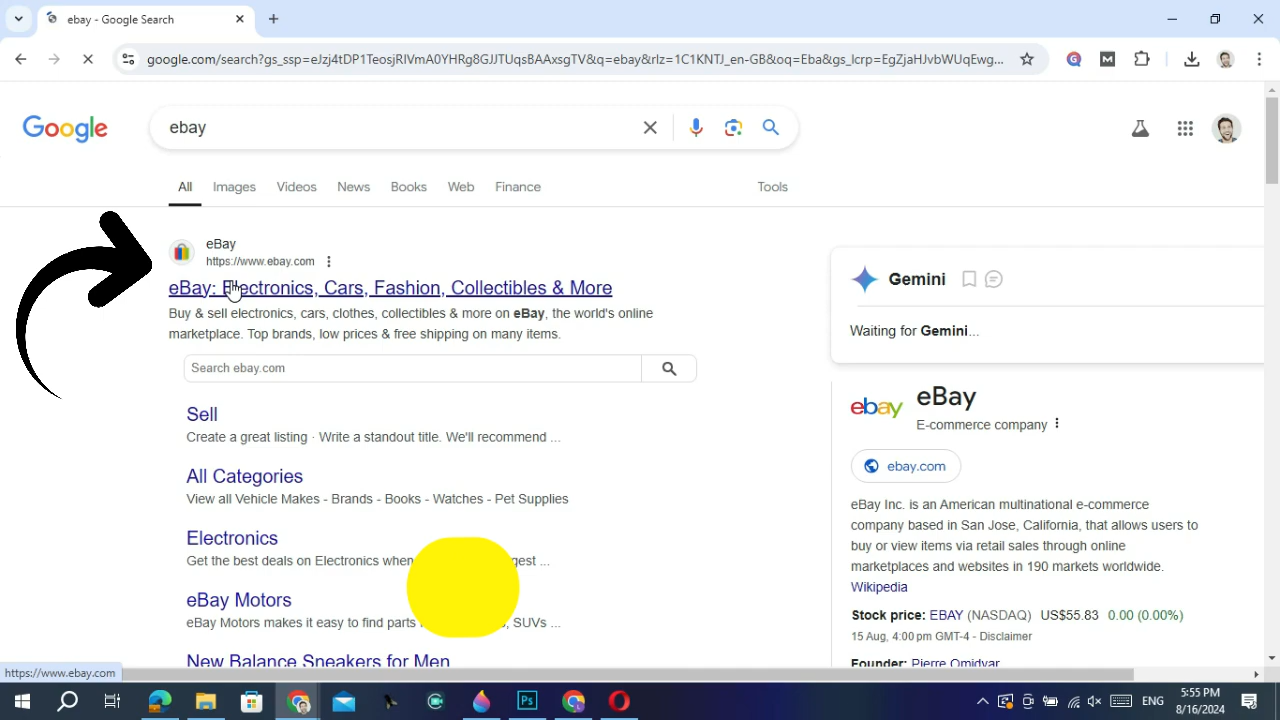 ebay - Google Search
google.com/search?gs_ssp=eJzj4tDP1TeosjRIVmA0YHRg8GJJTUqsBAAxsgTV&q=ebay&rlz=1C1KNTJ_en-GB&oq=Eba&gs_lcrp=EgZjaHJvbWUqEwg...
Google
ebay
All Images Videos News Books Web Finance Tools
eBay
https://www.ebay.com
eBay: Electronics, Cars, Fashion, Collectibles & More
Buy & sell electronics, cars, clothes, collectibles & more on eBay, the world's online
marketplace. Top brands, low prices & free shipping on many items.
Search ebay.com
Sell
Create a great listing · Write a standout title. We'll recommend ...
All Categories
View all Vehicle Makes - Brands - Books - Watches - Pet Supplies
Electronics
Get the best deals on Electronics when gest ...
eBay Motors
eBay Motors makes it easy to find parts , SUVs ...
New Balance Sneakers for Men
Gemini
Waiting for Gemini...
ebay
eBay
E-commerce company
ebay.com
eBay Inc. is an American multinational e-commerce
company based in San Jose, California, that allows users to
buy or view items via retail sales through online
marketplaces and websites in 190 markets worldwide.
Wikipedia
Stock price: EBAY (NASDAQ) US$55.83 0.00 (0.00%)
15 Aug, 4:00 pm GMT-4 - Disclaimer
Founder: Pierre Omidyar
https://www.ebay.com
Ps
ENG
5:55 PM
8/16/2024